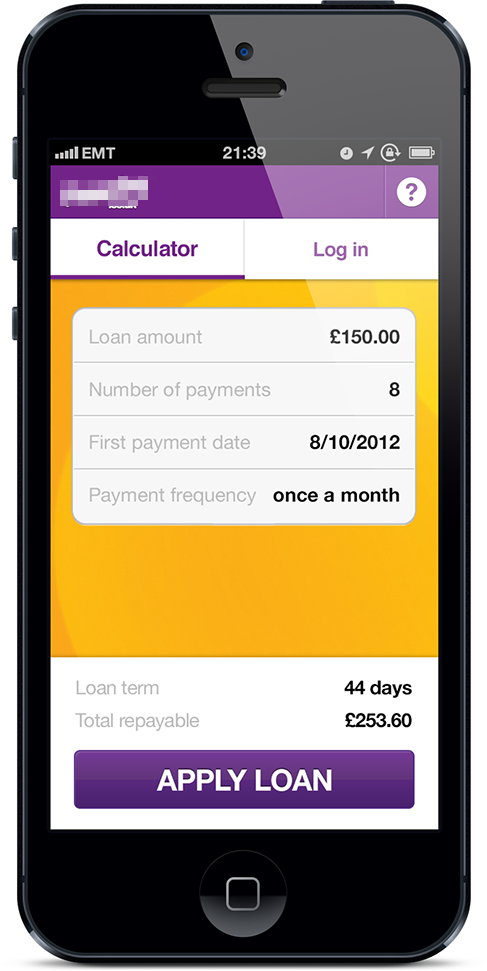 EMT 21:39
?
Calculator Log in
Loan amount £150.00
Number of payments 8
First payment date 8/10/2012
Payment frequency once a month
Loan term 44 days
Total repayable £253.60
APPLY LOAN